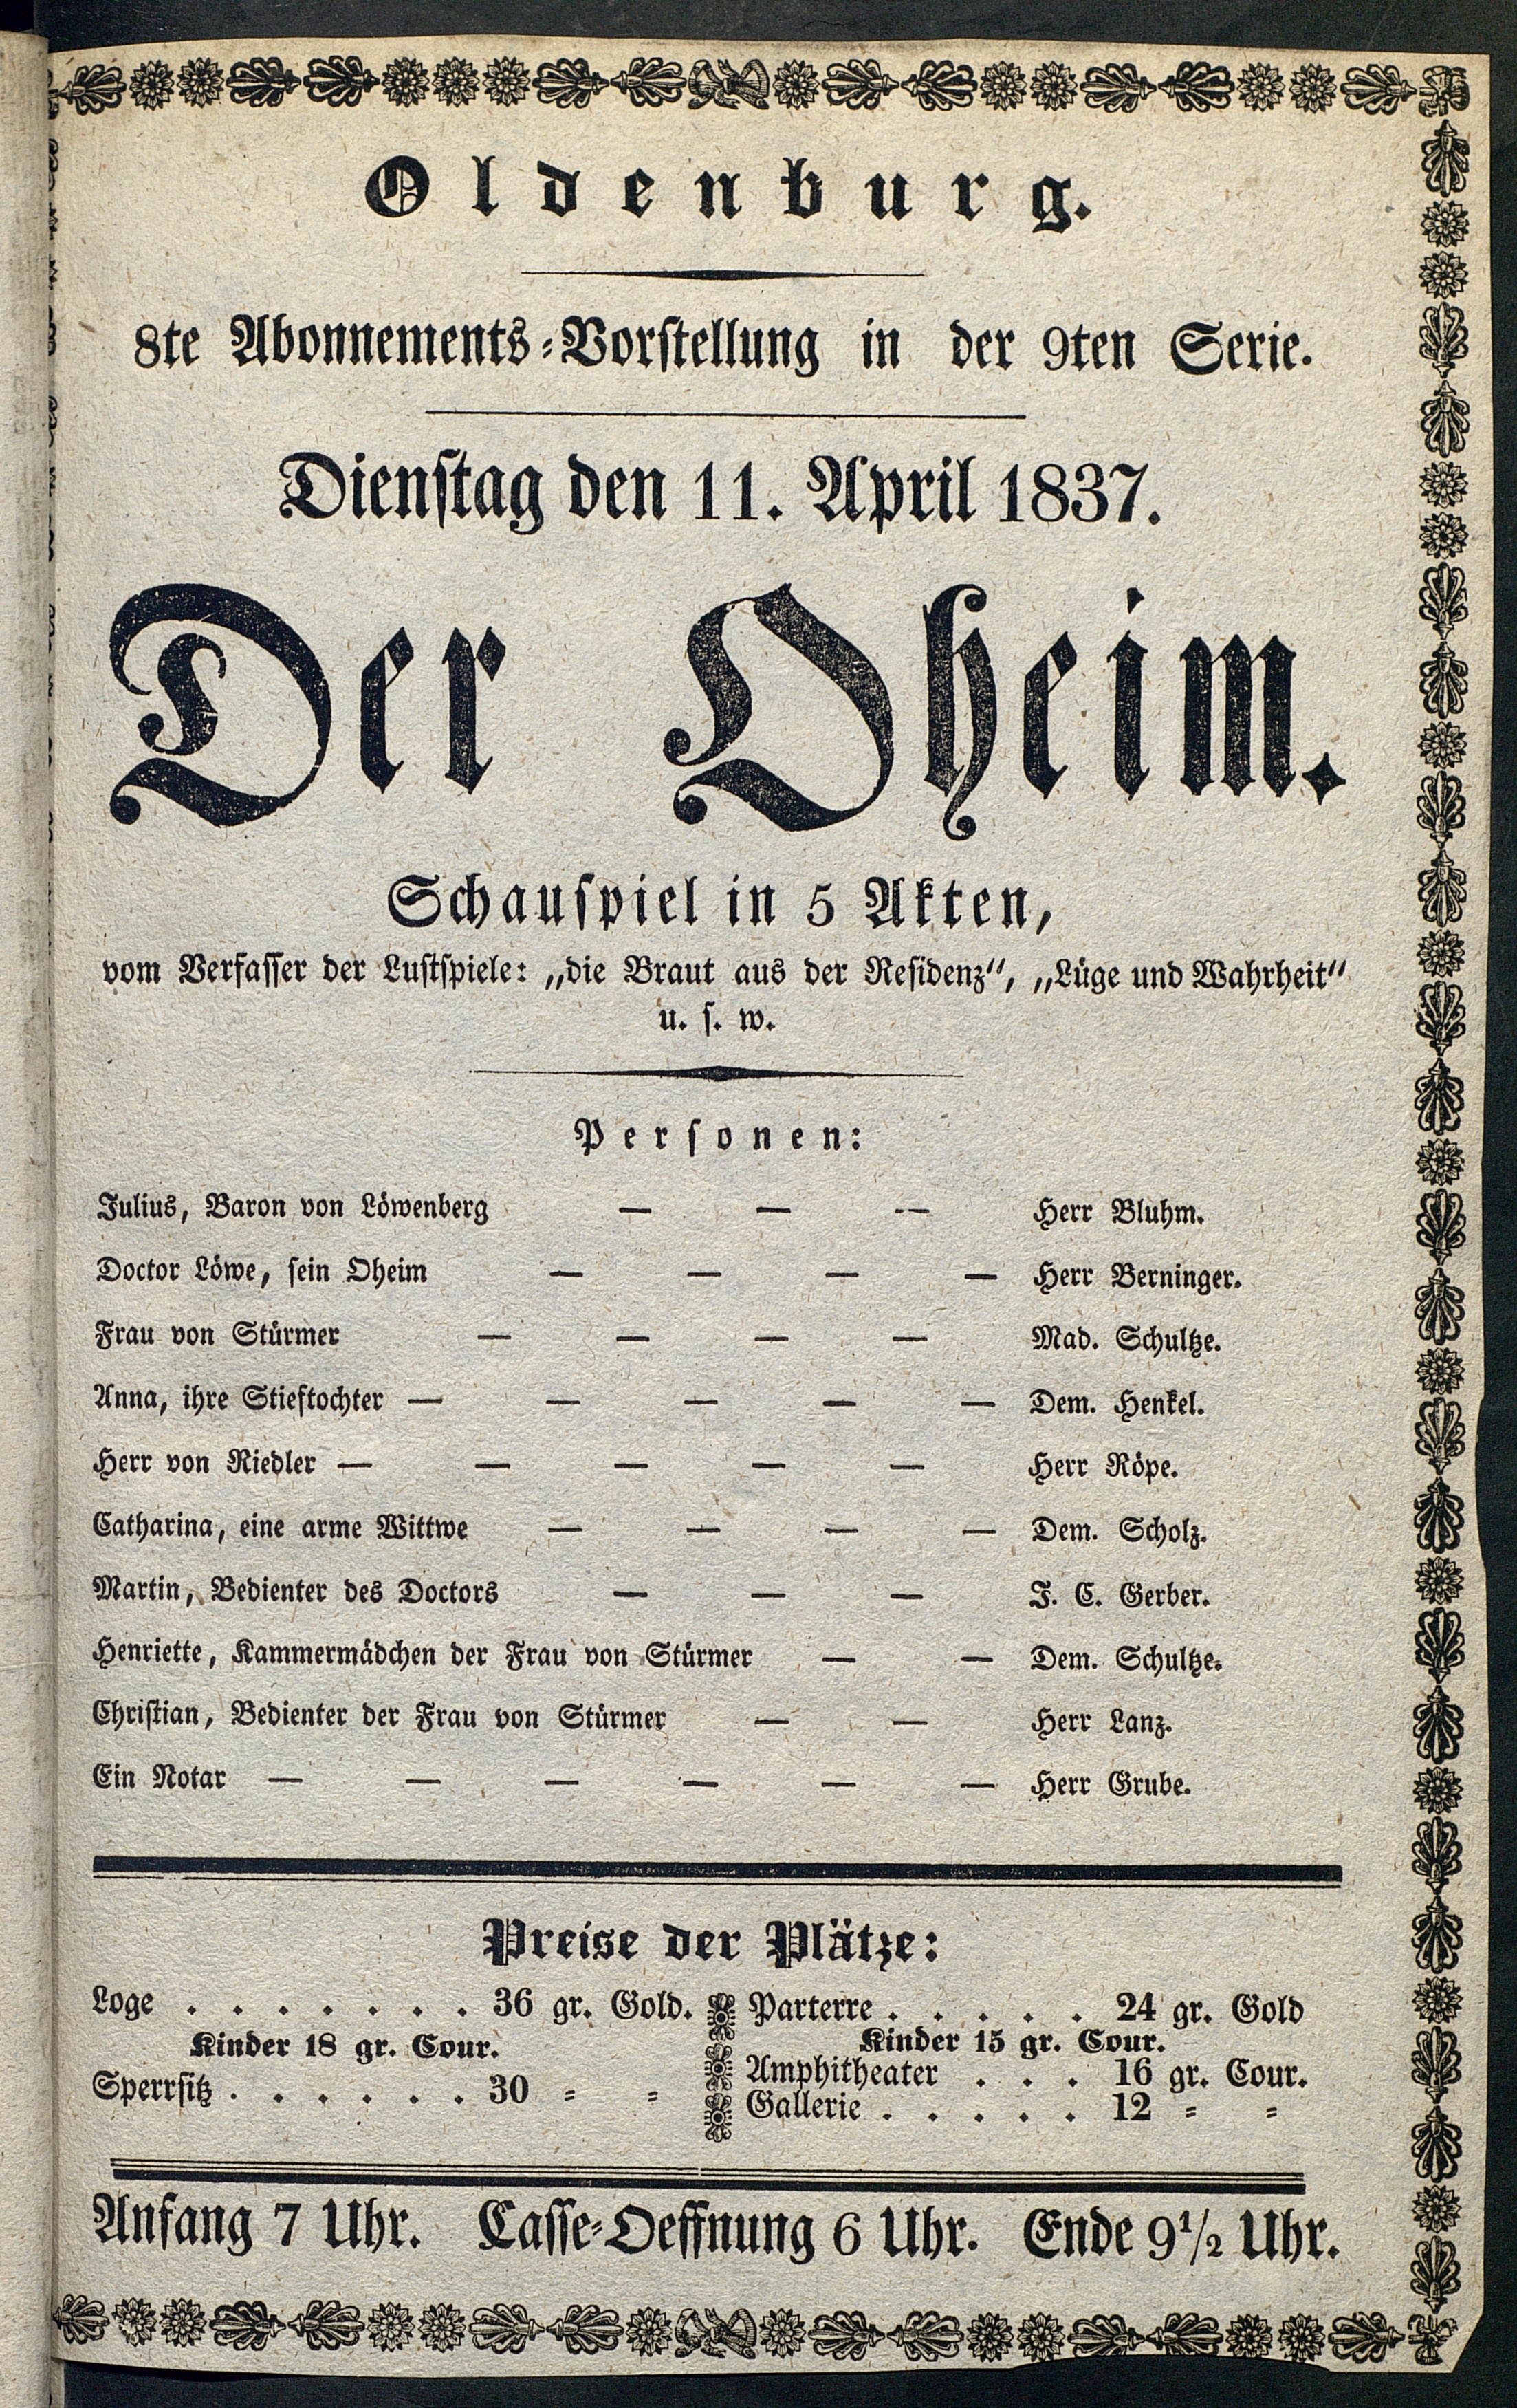 Oldenburg.
8te Abonnements-Vorstellung in der 9ten Serie.
Dienstag den 11. April 1837.
Der Oheim.
Schauspiel in 5 Akten,
vom Verfasser der Lustspiele: „die Braut aus der Residenz“, „Lüge und Wahrheit“
u. s. w.
Personen:
Julius, Baron von Löwenberg — — — Herr Bluhm.
Doctor Löwe, sein Oheim — — — — Herr Berninger.
Frau von Stürmer — — — — Mad. Schultze.
Anna, ihre Stieftochter — — — — — Dem. Henkel.
Herr von Riedler — — — — — Herr Röpe.
Catharina, eine arme Wittwe — — — — Dem. Scholz.
Martin, Bedienter des Doctors — — — J. C. Gerber.
Henriette, Kammermädchen der Frau von Stürmer — — Dem. Schultze.
Christian, Bedienter der Frau von Stürmer — — Herr Lanz.
Ein Notar — — — — — — Herr Grube.
Preise der Plätze:
Loge . . . . . . . 36 gr. Gold.
Kinder 18 gr. Cour.
Sperrsitz . . . . . . 30 = =
Parterre . . . . . 24 gr. Gold
Kinder 15 gr. Cour.
Amphitheater . . . 16 gr. Cour.
Gallerie . . . . . 12 = =
Anfang 7 Uhr. Casse-Oeffnung 6 Uhr. Ende 9½ Uhr.